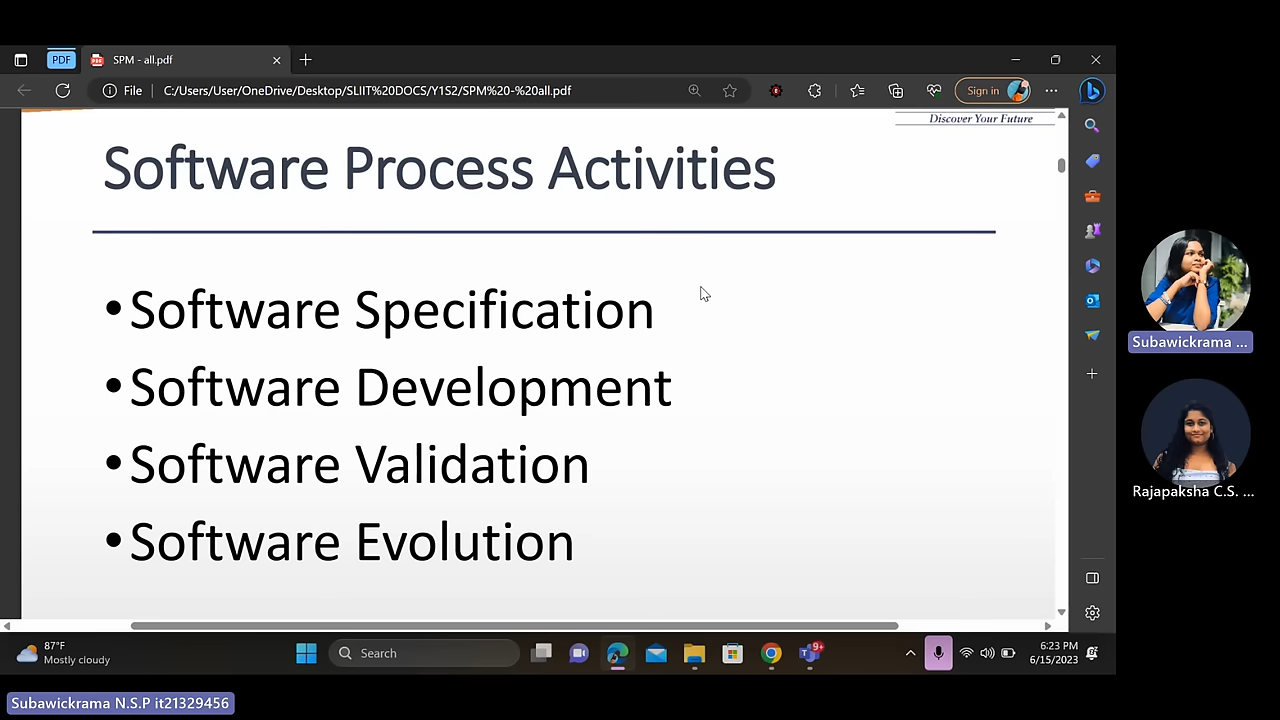 PDF
SPM - all.pdf
File
C:/Users/User/OneDrive/Desktop/SLIIT%20DOCS/Y1S2/SPM%20-%20all.pdf
Sign in
Discover Your Future
Software Process Activities
•Software Specification
•Software Development
•Software Validation
•Software Evolution
Subawickrama ...
Rajapaksha C.S. ...
87°F
Mostly cloudy
Search
9+
6:23 PM
6/15/2023
Subawickrama N.S.P it21329456